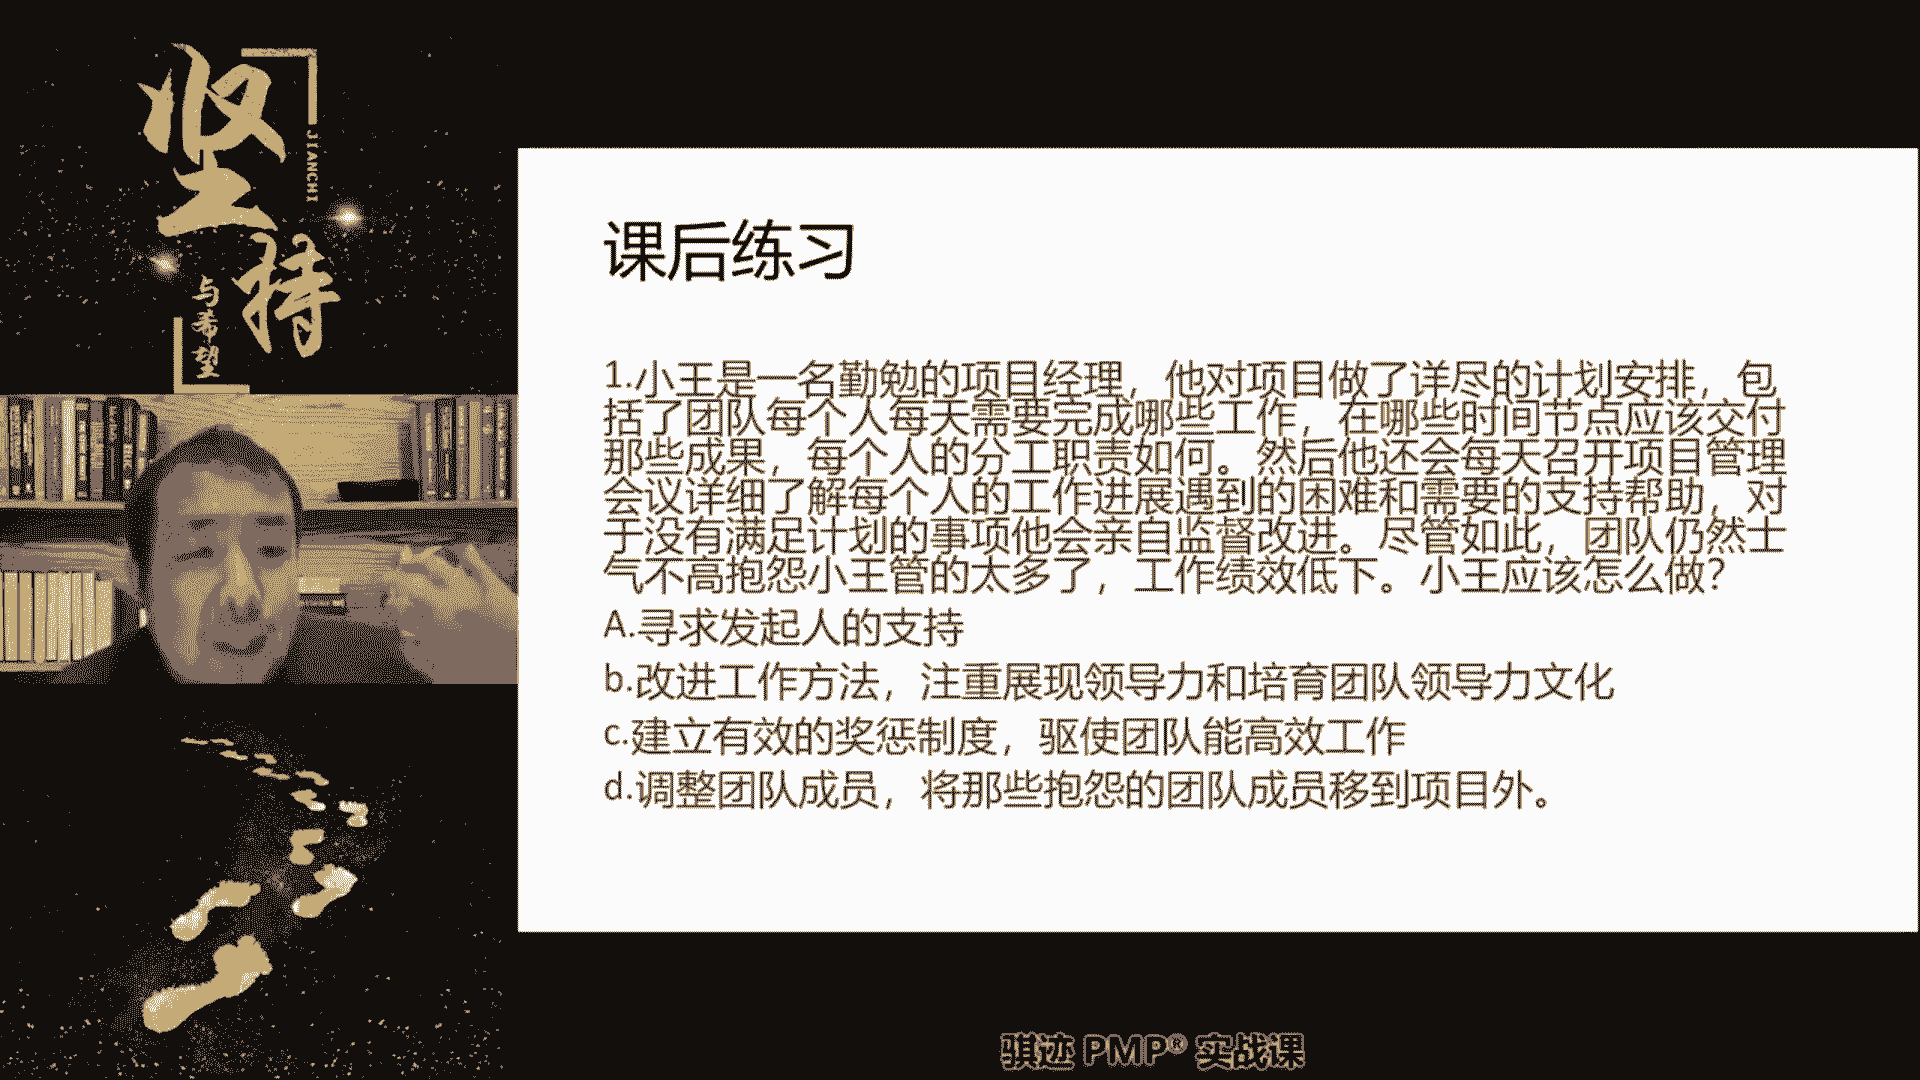 坚持
JIANCHI
与希望
课后练习
1.小王是一名勤勉的项目经理，他对项目做了详尽的计划安排，包
括了团队每个人每天需要完成哪些工作，在哪些时间节点应该交付
那些成果，每个人的分工职责如何。然后他还会每天召开项目管理
会议详细了解每个人的工作进展遇到的困难和需要的支持帮助，对
于没有满足计划的事项他会亲自监督改进。尽管如此，团队仍然士
气不高抱怨小王管的太多了，工作绩效低下。小王应该怎么做？
A.寻求发起人的支持
b.改进工作方法，注重展现领导力和培育团队领导力文化
c.建立有效的奖惩制度，驱使团队能高效工作
d.调整团队成员，将那些抱怨的团队成员移到项目外。
骐迹 PMP® 实战课